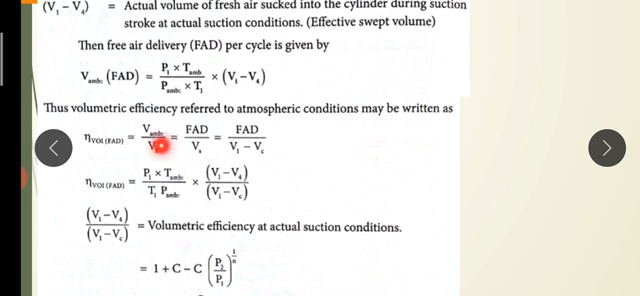 (V₁ − V₄) = Actual volume of fresh air sucked into the cylinder during suction
stroke at actual suction conditions. (Effective swept volume)
Then free air delivery (FAD) per cycle is given by
V_amb. (FAD) = (P₁ × T_amb) / (P_amb. × T₁) × (V₁ − V₄)
Thus volumetric efficiency referred to atmospheric conditions may be written as
η_VOl (FAD) = V_amb. / V = FAD / V_s = FAD / (V₁ − V_c)
η_VOl (FAD) = (P₁ × T_amb.) / (T₁ P_amb.) × (V₁ − V₄) / (V₁ − V_c)
(V₁ − V₄) / (V₁ − V_c) = Volumetric efficiency at actual suction conditions.
= 1 + C − C (P₂ / P₁)^(1/n)